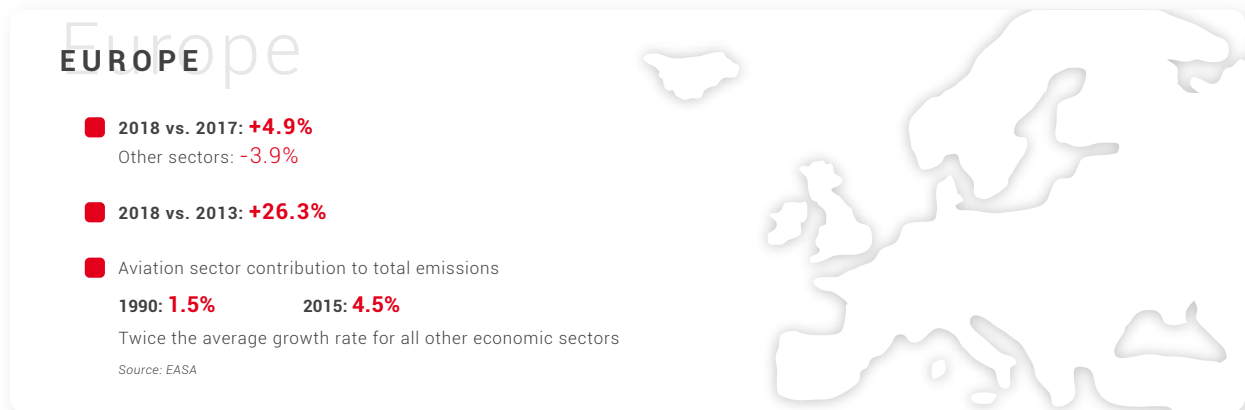 Europe
EUROPE
2018 vs. 2017: +4.9%
Other sectors: -3.9%
2018 vs. 2013: +26.3%
Aviation sector contribution to total emissions
1990: 1.5% 2015: 4.5%
Twice the average growth rate for all other economic sectors
Source: EASA